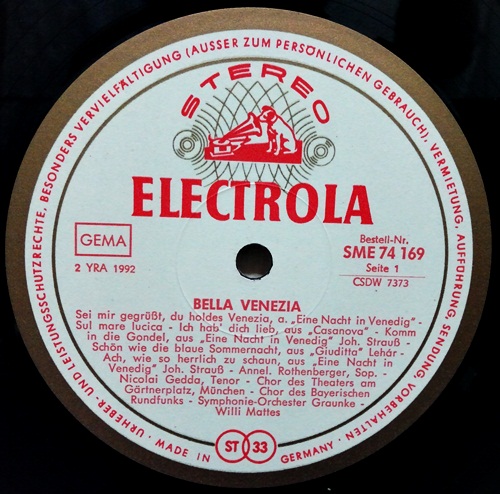 URHEBER- UND LEISTUNGSSCHUTZRECHTE, BESONDERS VERVIELFÄLTIGUNG (AUSSER ZUM PERSÖNLICHEN GEBRAUCH), VERMIETUNG, AUFFÜHRUNG, SENDUNG, VORBEHALTEN ·
STEREO
ELECTROLA
GEMA
2 YRA 1992
Bestell-Nr.
SME 74 169
Seite 1
CSDW 7373
BELLA VENEZIA
Sei mir gegrüßt, du holdes Venezia, a. „Eine Nacht in Venedig" -
Sul mare lucica - Ich hab' dich lieb, aus „Casanova" - Komm
in die Gondel, aus „Eine Nacht in Venedig" Joh. Strauß -
Schön wie die blaue Sommernacht, aus „Giuditta" Lehár -
Ach, wie so herrlich zu schaun, aus „Eine Nacht in
Venedig" Joh. Strauß - Annel. Rothenberger, Sop. -
Nicolai Gedda, Tenor - Chor des Theaters am
Gärtnerplatz, München - Chor des Bayerischen
Rundfunks - Symphonie-Orchester Graunke -
Willi Mattes
MADE IN GERMANY
ST 33